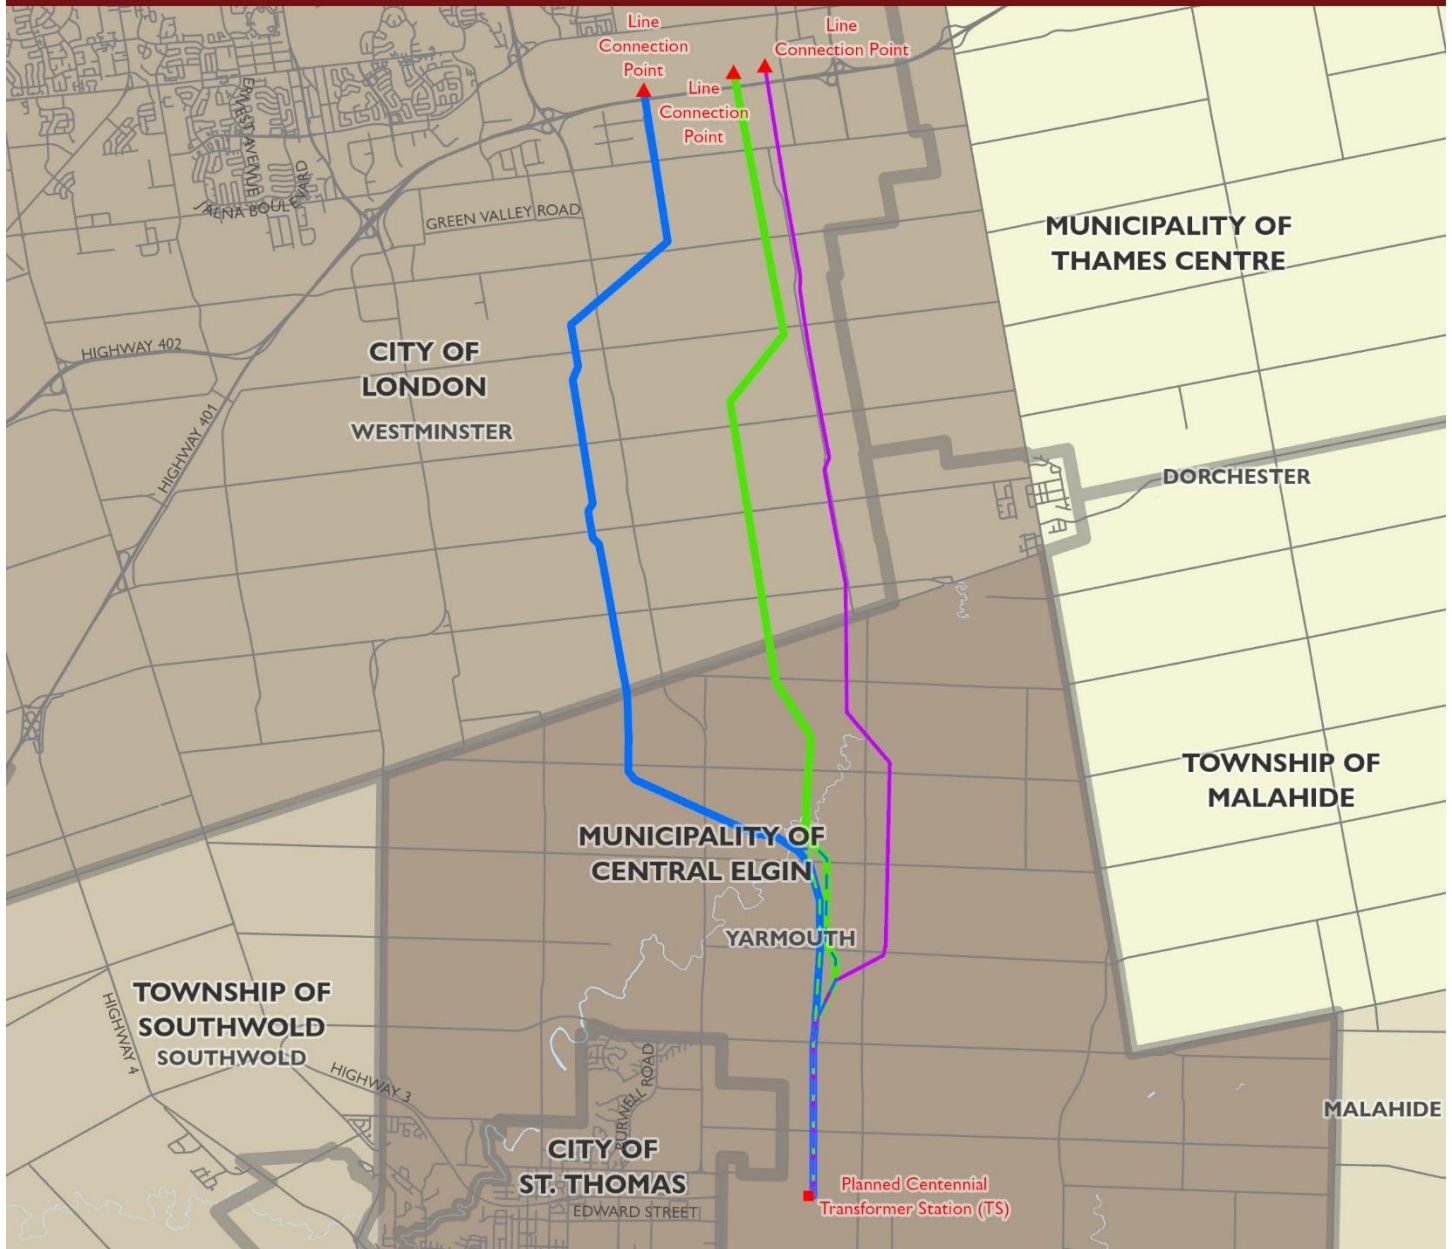 Line
Connection
Point
Line
Connection Point
Line
Connection
Point
ERNEST AVENUE
JALNA BOULEVARD
GREEN VALLEY ROAD
MUNICIPALITY OF
THAMES CENTRE
HIGHWAY 402
CITY OF
LONDON
WESTMINSTER
HIGHWAY 401
DORCHESTER
TOWNSHIP OF
MALAHIDE
MUNICIPALITY OF
CENTRAL ELGIN
YARMOUTH
TOWNSHIP OF
SOUTHWOLD
SOUTHWOLD
HIGHWAY 4
HIGHWAY 3
BURWELL ROAD
MALAHIDE
CITY OF
ST. THOMAS
EDWARD STREET
Planned Centennial
Transformer Station (TS)